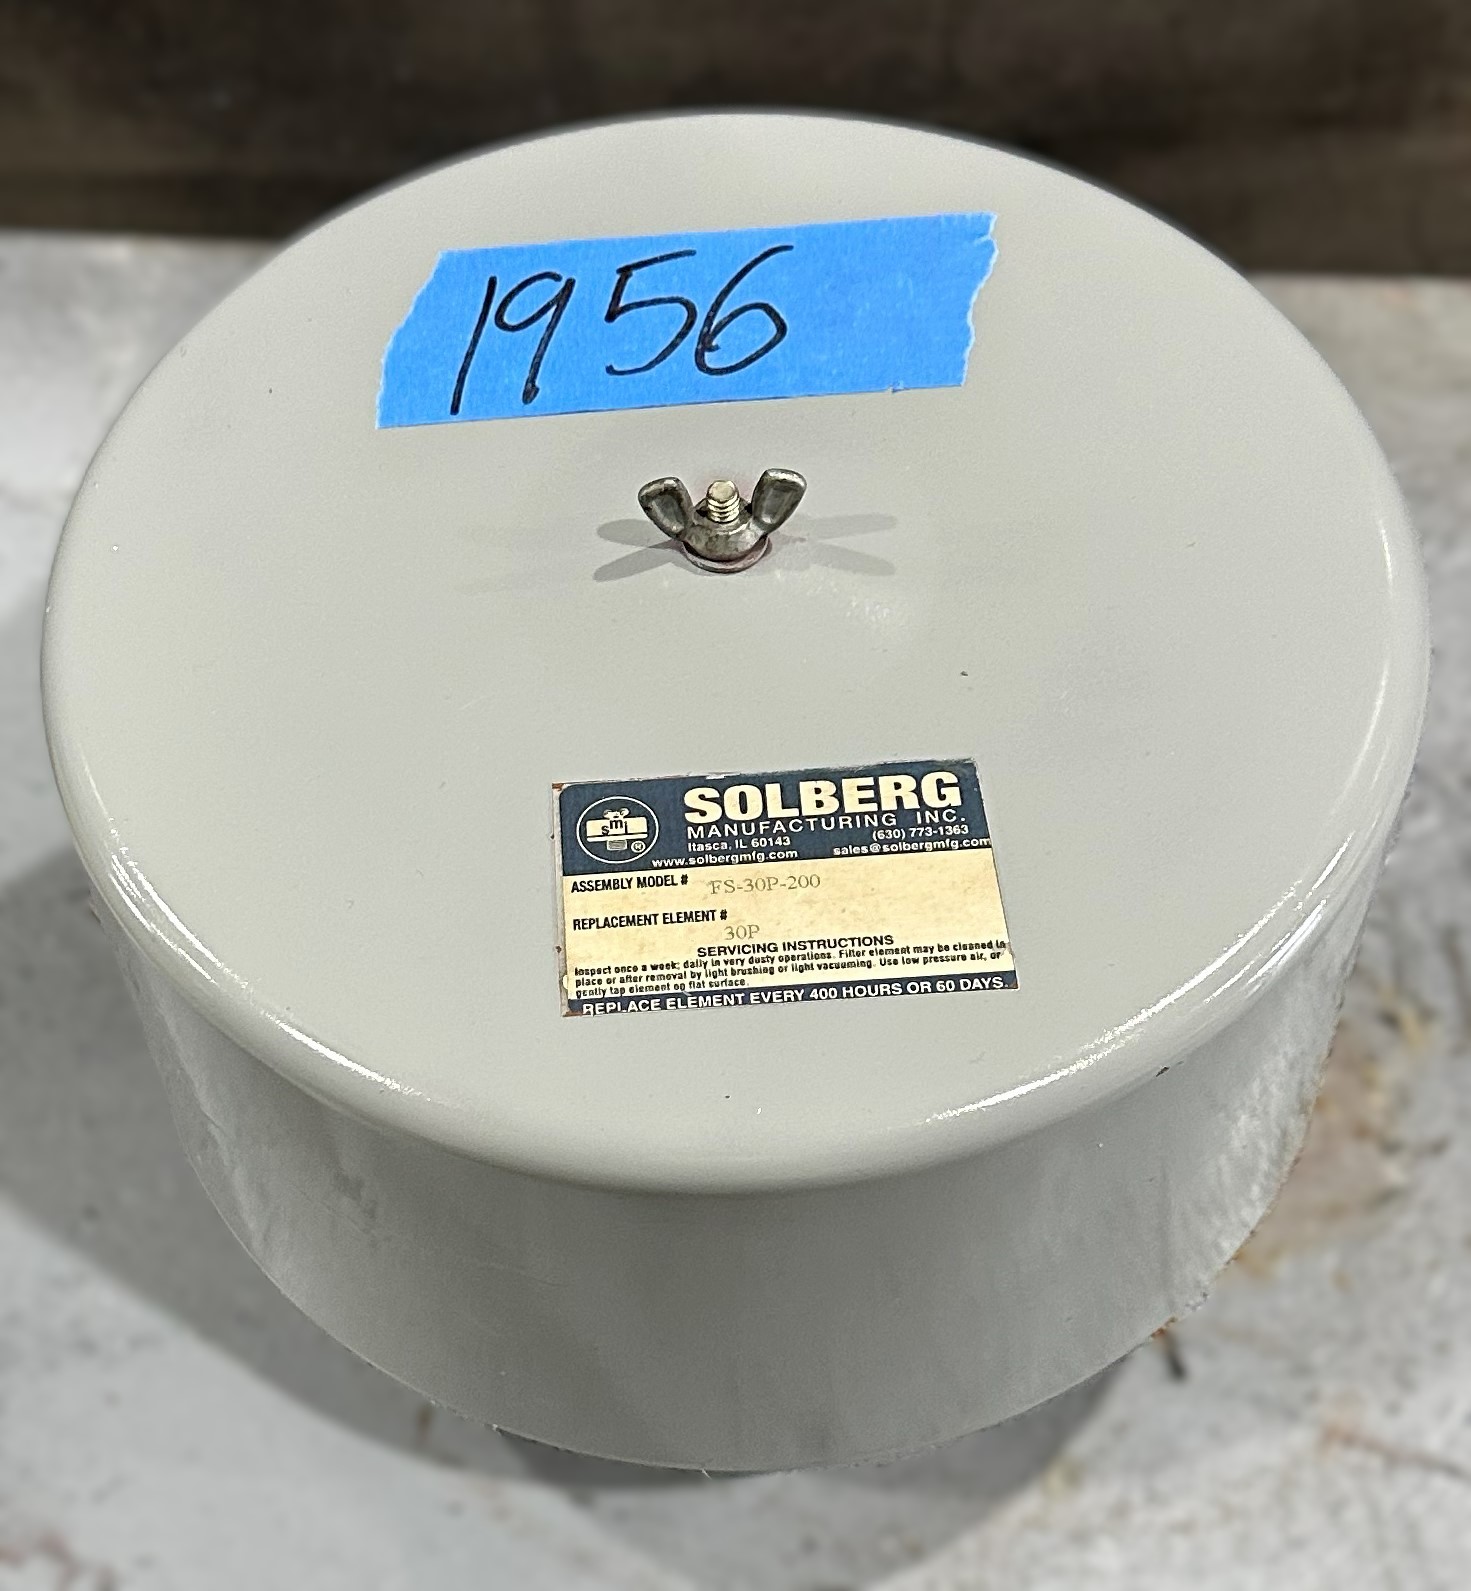 1956
smi
®
SOLBERG
MANUFACTURING INC.
Itasca, IL 60143 (630) 773-1363
www.solbergmfg.com sales@solbergmfg.com
ASSEMBLY MODEL # FS-30P-200
REPLACEMENT ELEMENT #
30P
SERVICING INSTRUCTIONS
Inspect once a week; daily in very dusty operations. Filter element may be cleaned in
place or after removal by light brushing or light vacuuming. Use low pressure air, or
gently tap element on flat surface.
REPLACE ELEMENT EVERY 400 HOURS OR 60 DAYS.